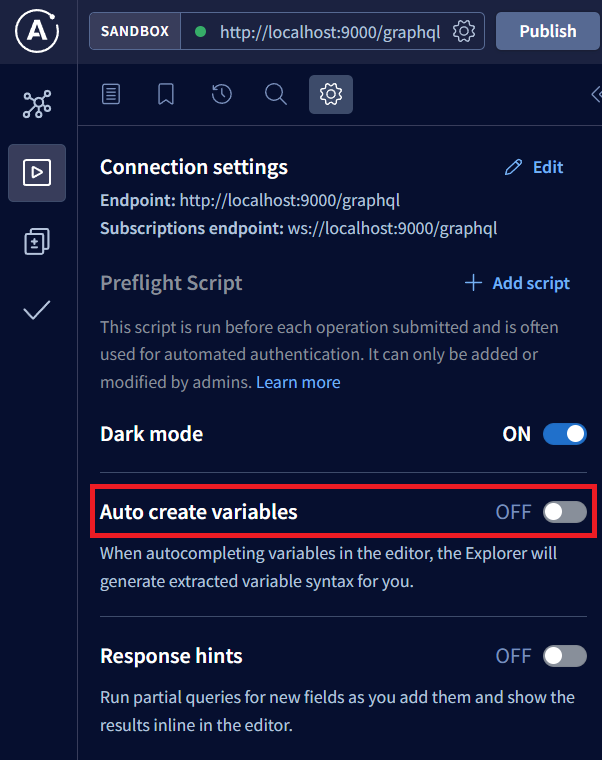 SANDBOX
http://localhost:9000/graphql
Publish
Connection settings
Edit
Endpoint: http://localhost:9000/graphql
Subscriptions endpoint: ws://localhost:9000/graphql
Preflight Script
Add script
This script is run before each operation submitted and is often
used for automated authentication. It can only be added or
modified by admins. Learn more
Dark mode
ON
Auto create variables
OFF
When autocompleting variables in the editor, the Explorer will
generate extracted variable syntax for you.
Response hints
OFF
Run partial queries for new fields as you add them and show the
results inline in the editor.